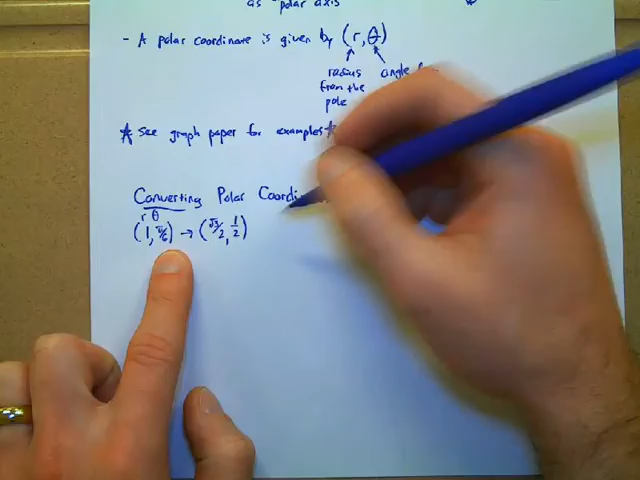 as polar axis
- A polar coordinate is given by (r, θ)
radius angle
from the
pole
* See graph paper for examples *
Converting Polar Coordi
r θ
(1, π/6) → (√3/2, 1/2)